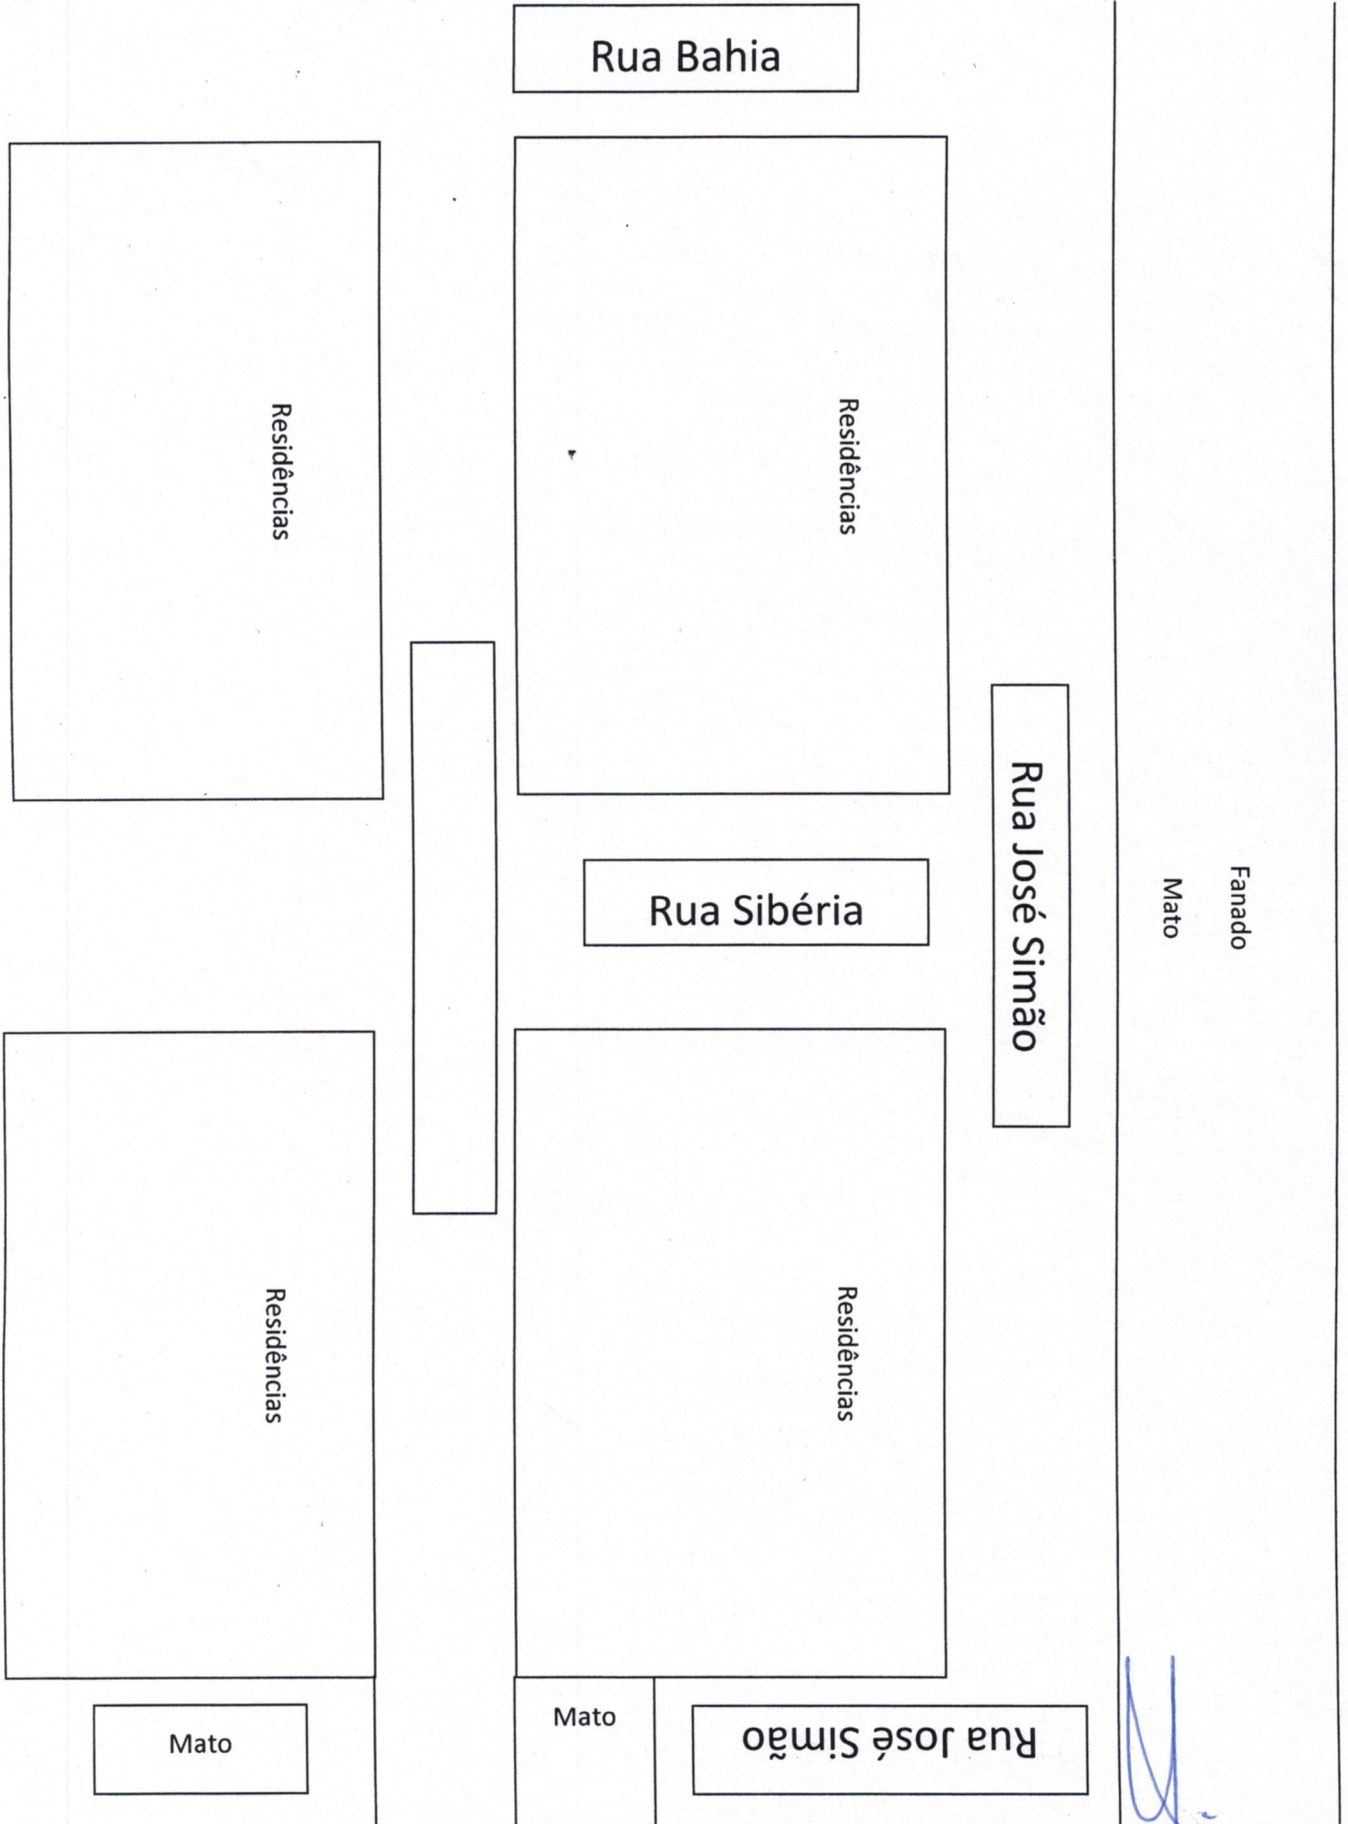 Rua Bahia
Residências
Residências
Rua José Simão
Fanado
Mato
Rua Sibéria
Residências
Residências
Mato
Mato
Rua José Simão